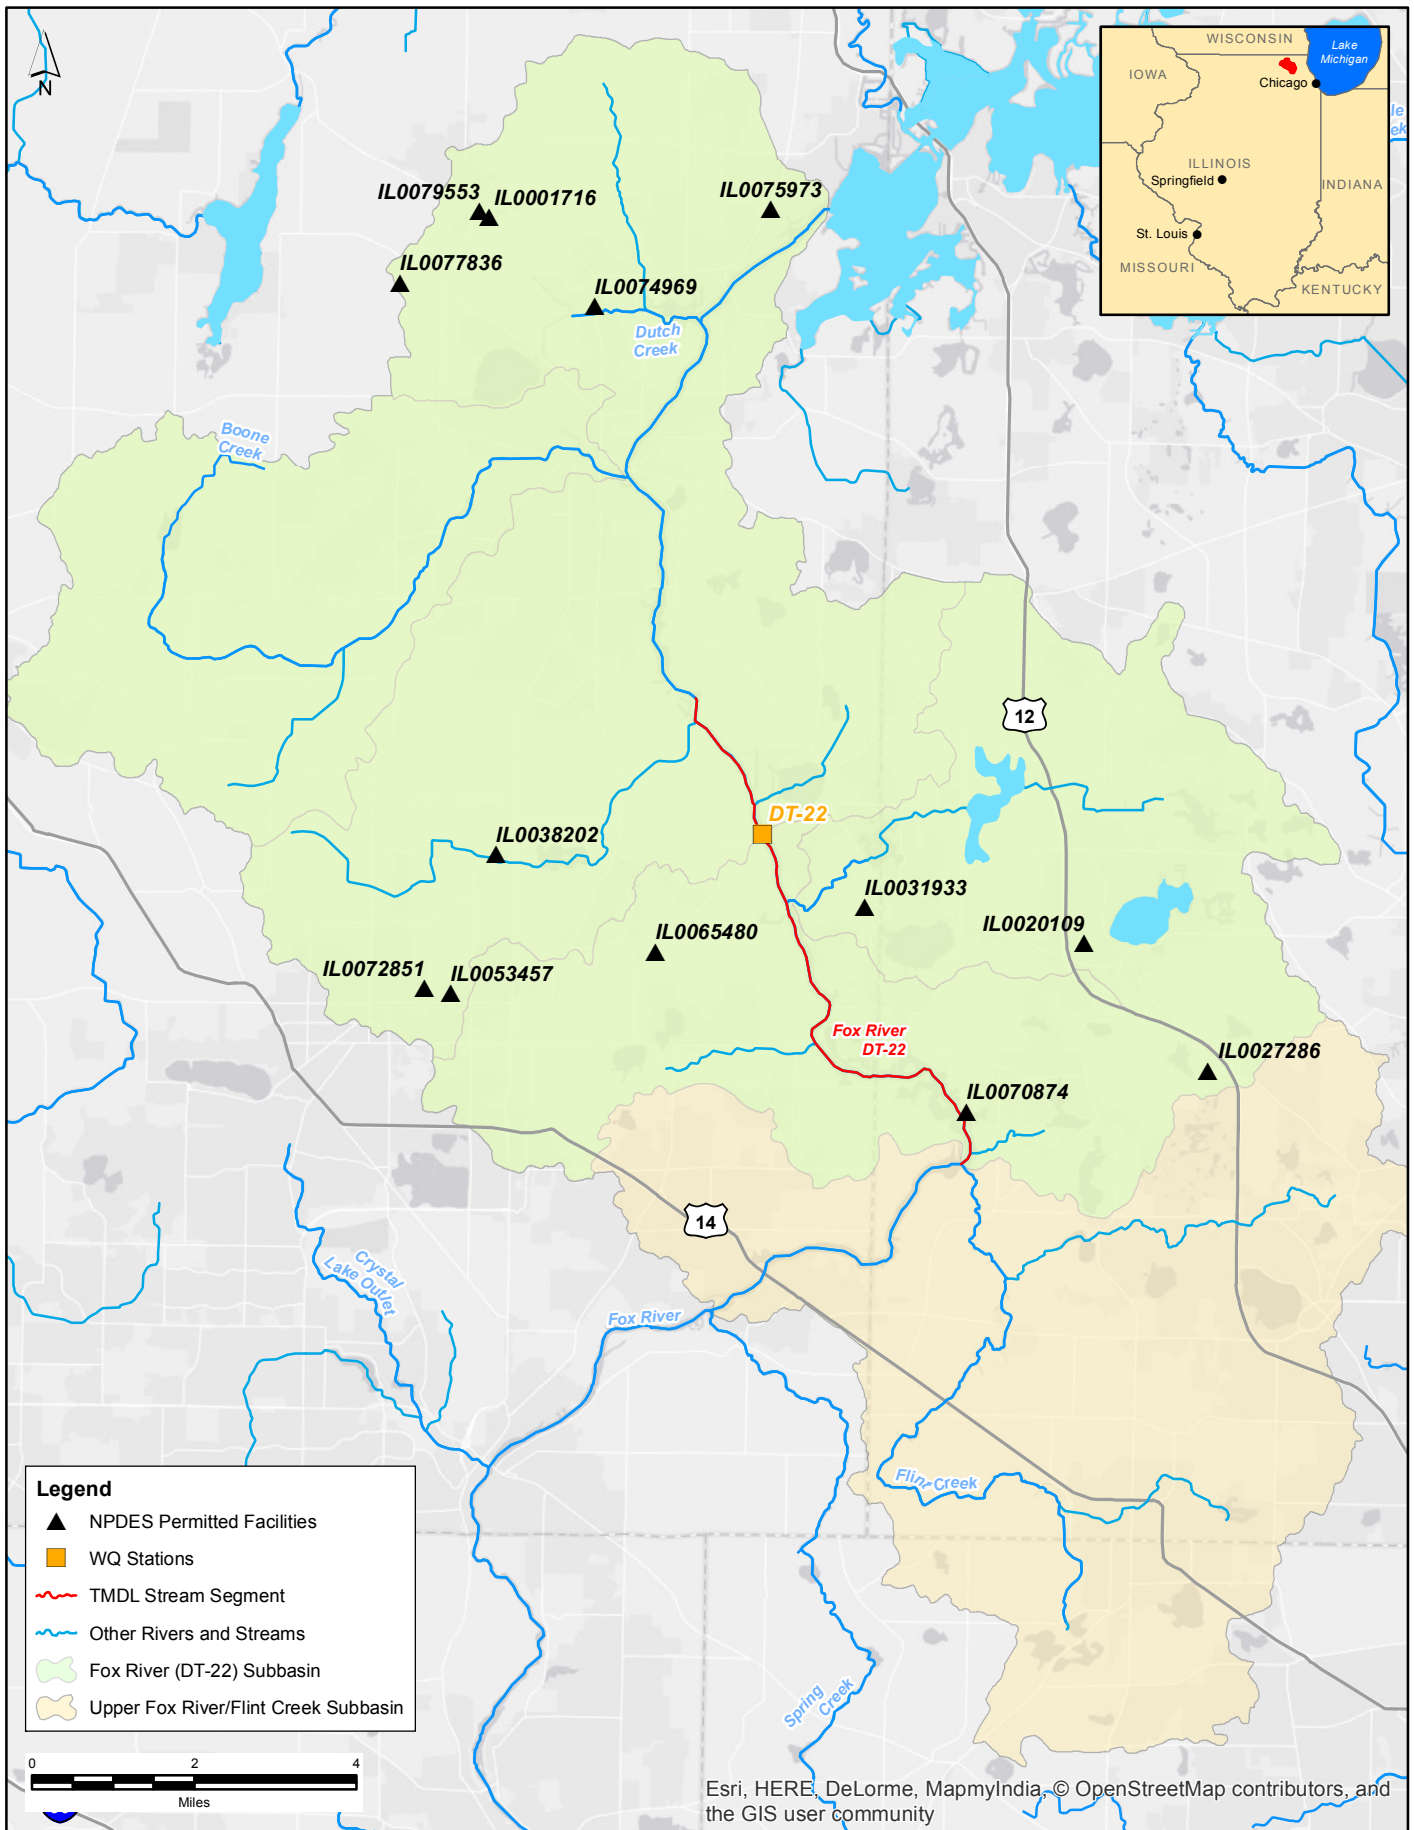 N
WISCONSIN
Lake
Michigan
IOWA
Chicago
ILLINOIS
Springfield
INDIANA
St. Louis
MISSOURI
KENTUCKY
IL0079553
IL0001716
IL0075973
IL0077836
IL0074969
Dutch
Creek
Boone
Creek
12
DT-22
IL0038202
IL0031933
IL0020109
IL0065480
IL0072851
IL0053457
Fox River
DT-22
IL0027286
IL0070874
14
Crystal
Lake Outlet
Fox River
Flint Creek
Spring
Creek
Legend
NPDES Permitted Facilities
WQ Stations
TMDL Stream Segment
Other Rivers and Streams
Fox River (DT-22) Subbasin
Upper Fox River/Flint Creek Subbasin
0 2 4
Miles
Esri, HERE, DeLorme, MapmyIndia, © OpenStreetMap contributors, and
the GIS user community